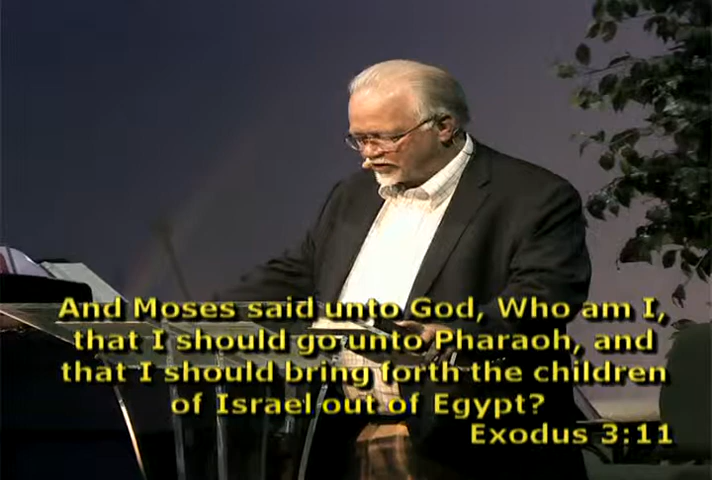 And Moses said unto God, Who am I,
that I should go unto Pharaoh, and
that I should bring forth the children
of Israel out of Egypt?
Exodus 3:11